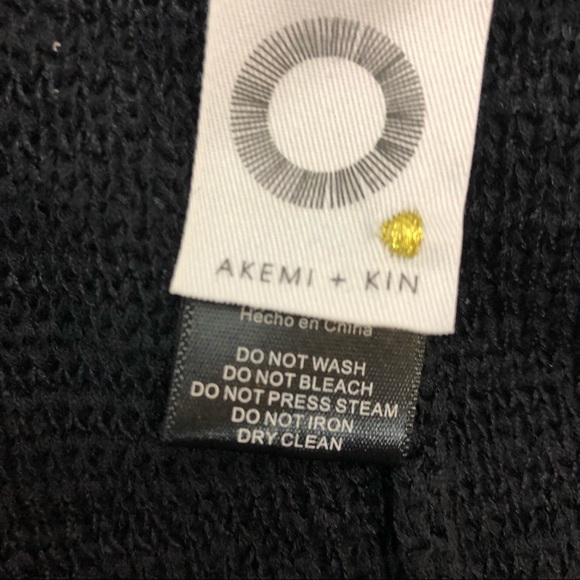 AKEMI + KIN
Hecho en China
DO NOT WASH
DO NOT BLEACH
DO NOT PRESS STEAM
DO NOT IRON
DRY CLEAN